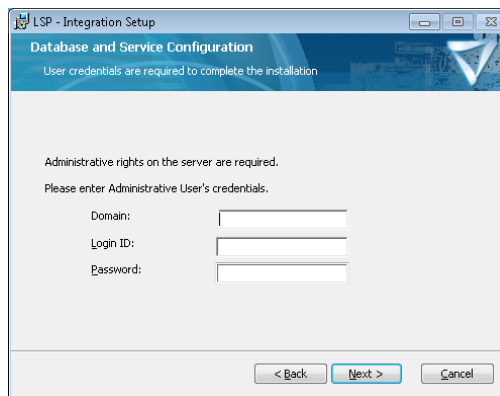 LSP - Integration Setup
Database and Service Configuration
User credentials are required to complete the installation
Administrative rights on the server are required.
Please enter Administrative User's credentials.
Domain:
Login ID:
Password:
< Back Next > Cancel